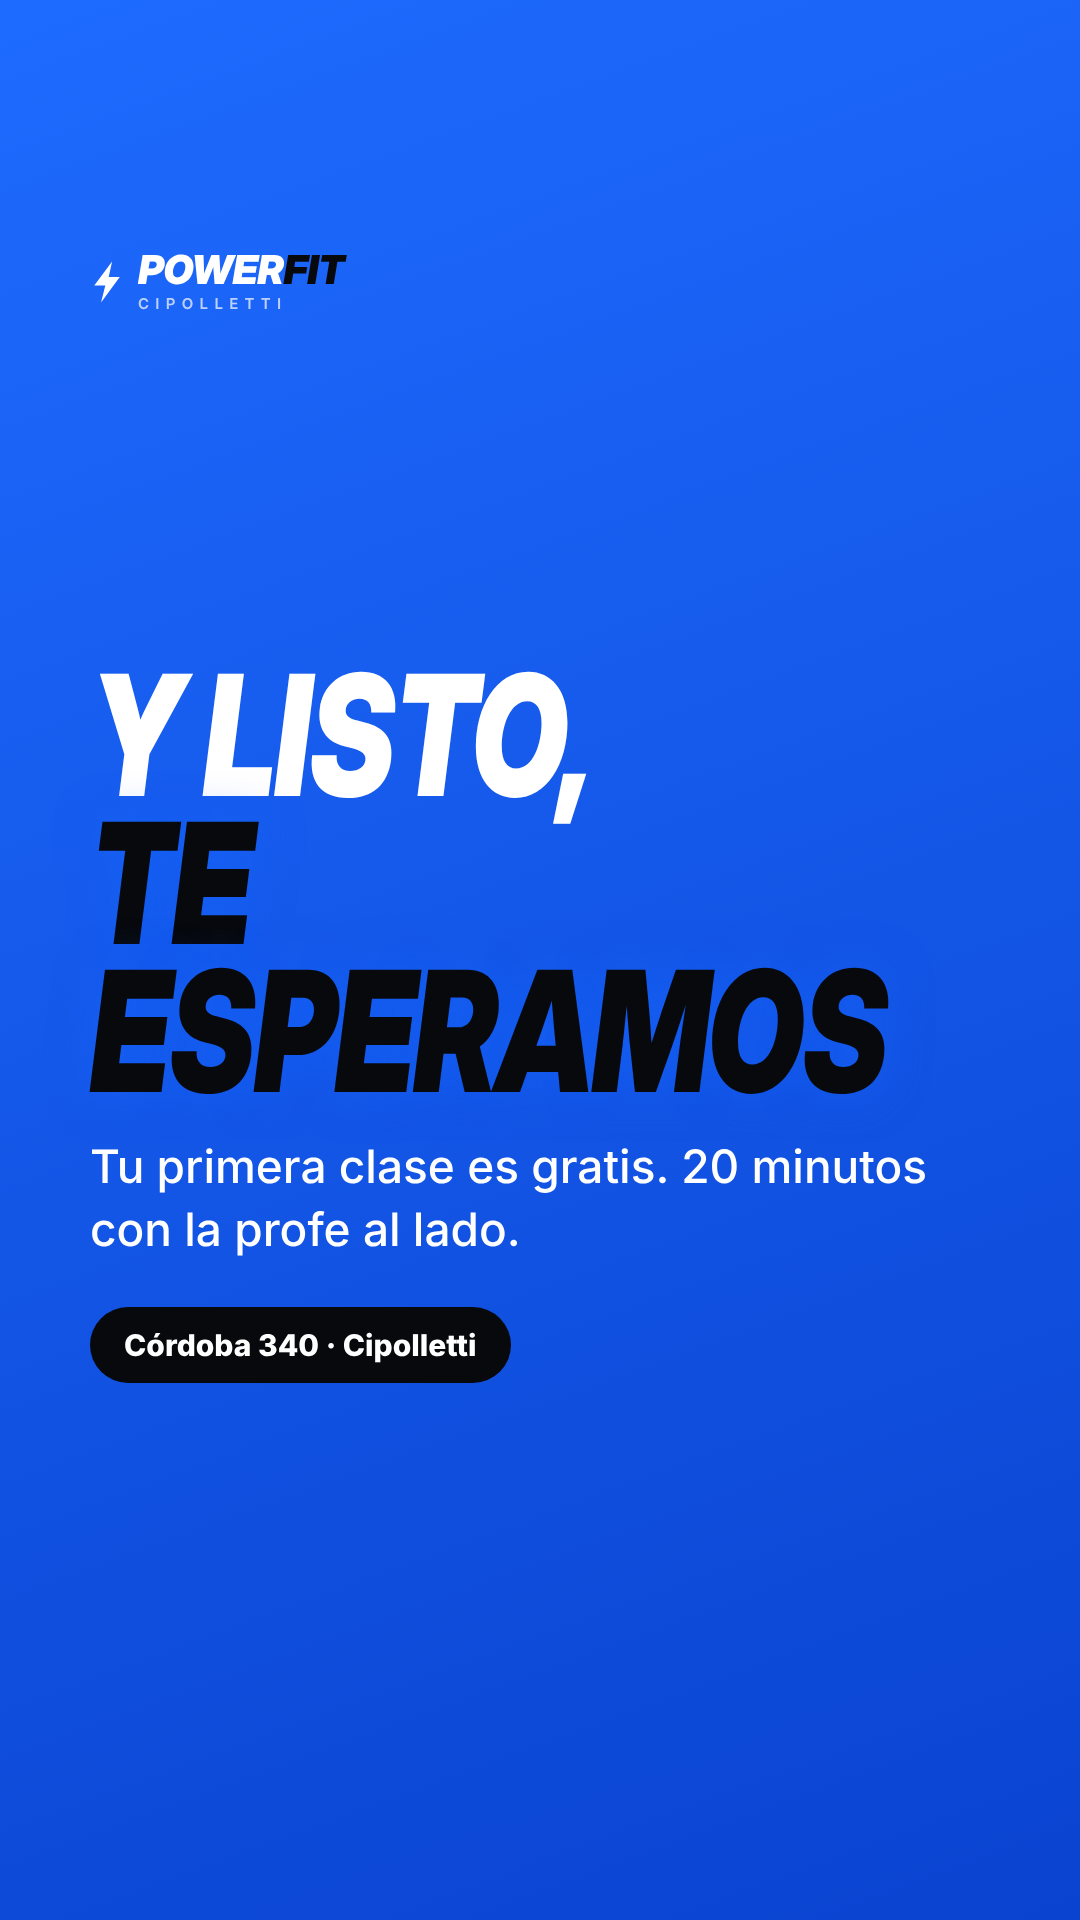 POWERFIT
CIPOLLETTI
Y LISTO,
TE
ESPERAMOS
Tu primera clase es gratis. 20 minutos
con la profe al lado.
Córdoba 340 · Cipolletti